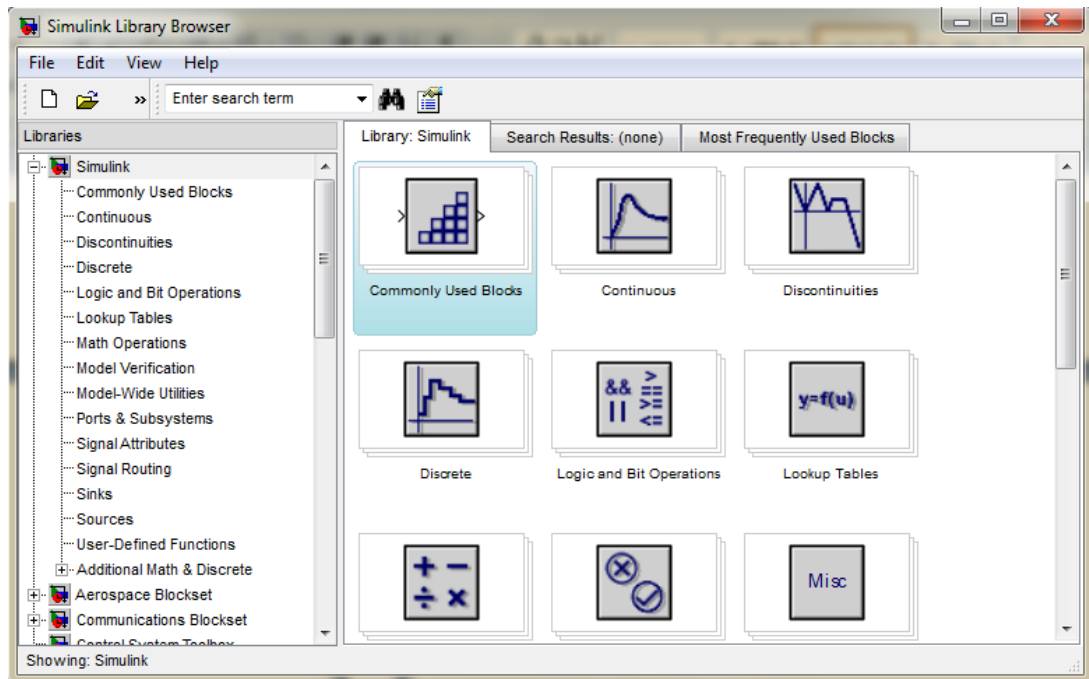 Simulink Library Browser
File Edit View Help
» Enter search term
Libraries
Library: Simulink Search Results: (none) Most Frequently Used Blocks
Simulink
Commonly Used Blocks
Continuous
Discontinuities
Discrete
Logic and Bit Operations
Lookup Tables
Math Operations
Model Verification
Model-Wide Utilities
Ports & Subsystems
Signal Attributes
Signal Routing
Sinks
Sources
User-Defined Functions
Additional Math & Discrete
Aerospace Blockset
Communications Blockset
Control System Toolbox
Commonly Used Blocks Continuous Discontinuities
&& > == >= <=
||
y=f(u)
Discrete Logic and Bit Operations Lookup Tables
+ −
÷ ×
Misc
Showing: Simulink